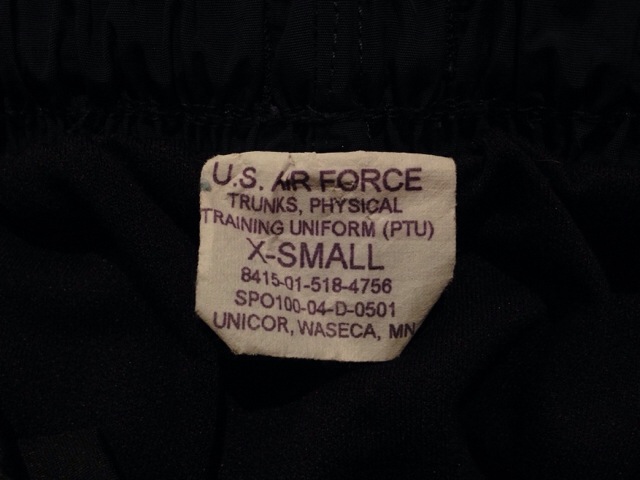 U.S. AIR FORCE
TRUNKS, PHYSICAL
TRAINING UNIFORM (PTU)
X-SMALL
8415-01-518-4756
SPO100-04-D-0501
UNICOR, WASECA, MN